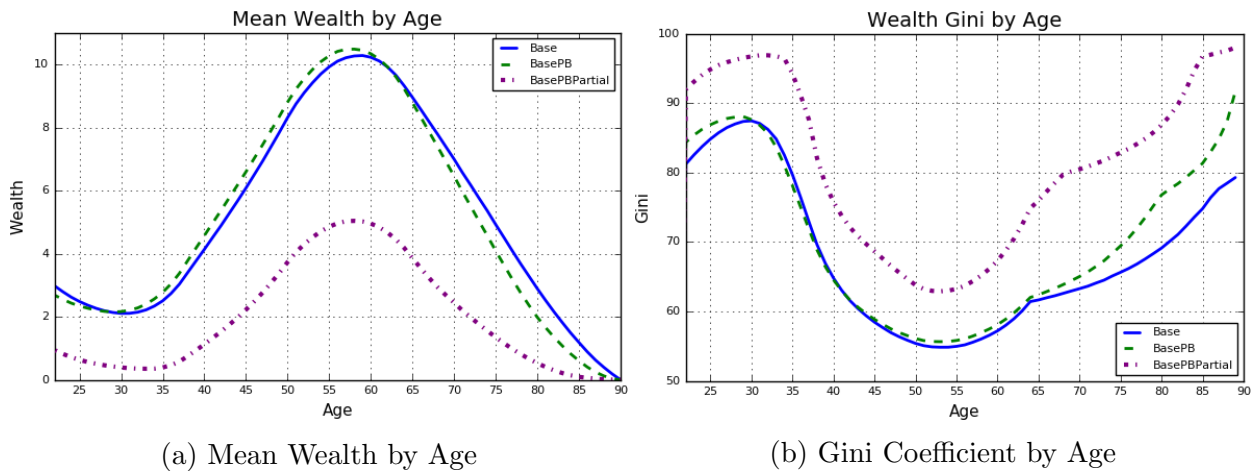 Mean Wealth by Age
Wealth
10
8
6
4
2
0
Base
BasePB
BasePBPartial
25 30 35 40 45 50 55 60 65 70 75 80 85 90
Age
(a) Mean Wealth by Age
Wealth Gini by Age
Gini
100
90
80
70
60
50
Base
BasePB
BasePBPartial
25 30 35 40 45 50 55 60 65 70 75 80 85 90
Age
(b) Gini Coefficient by Age